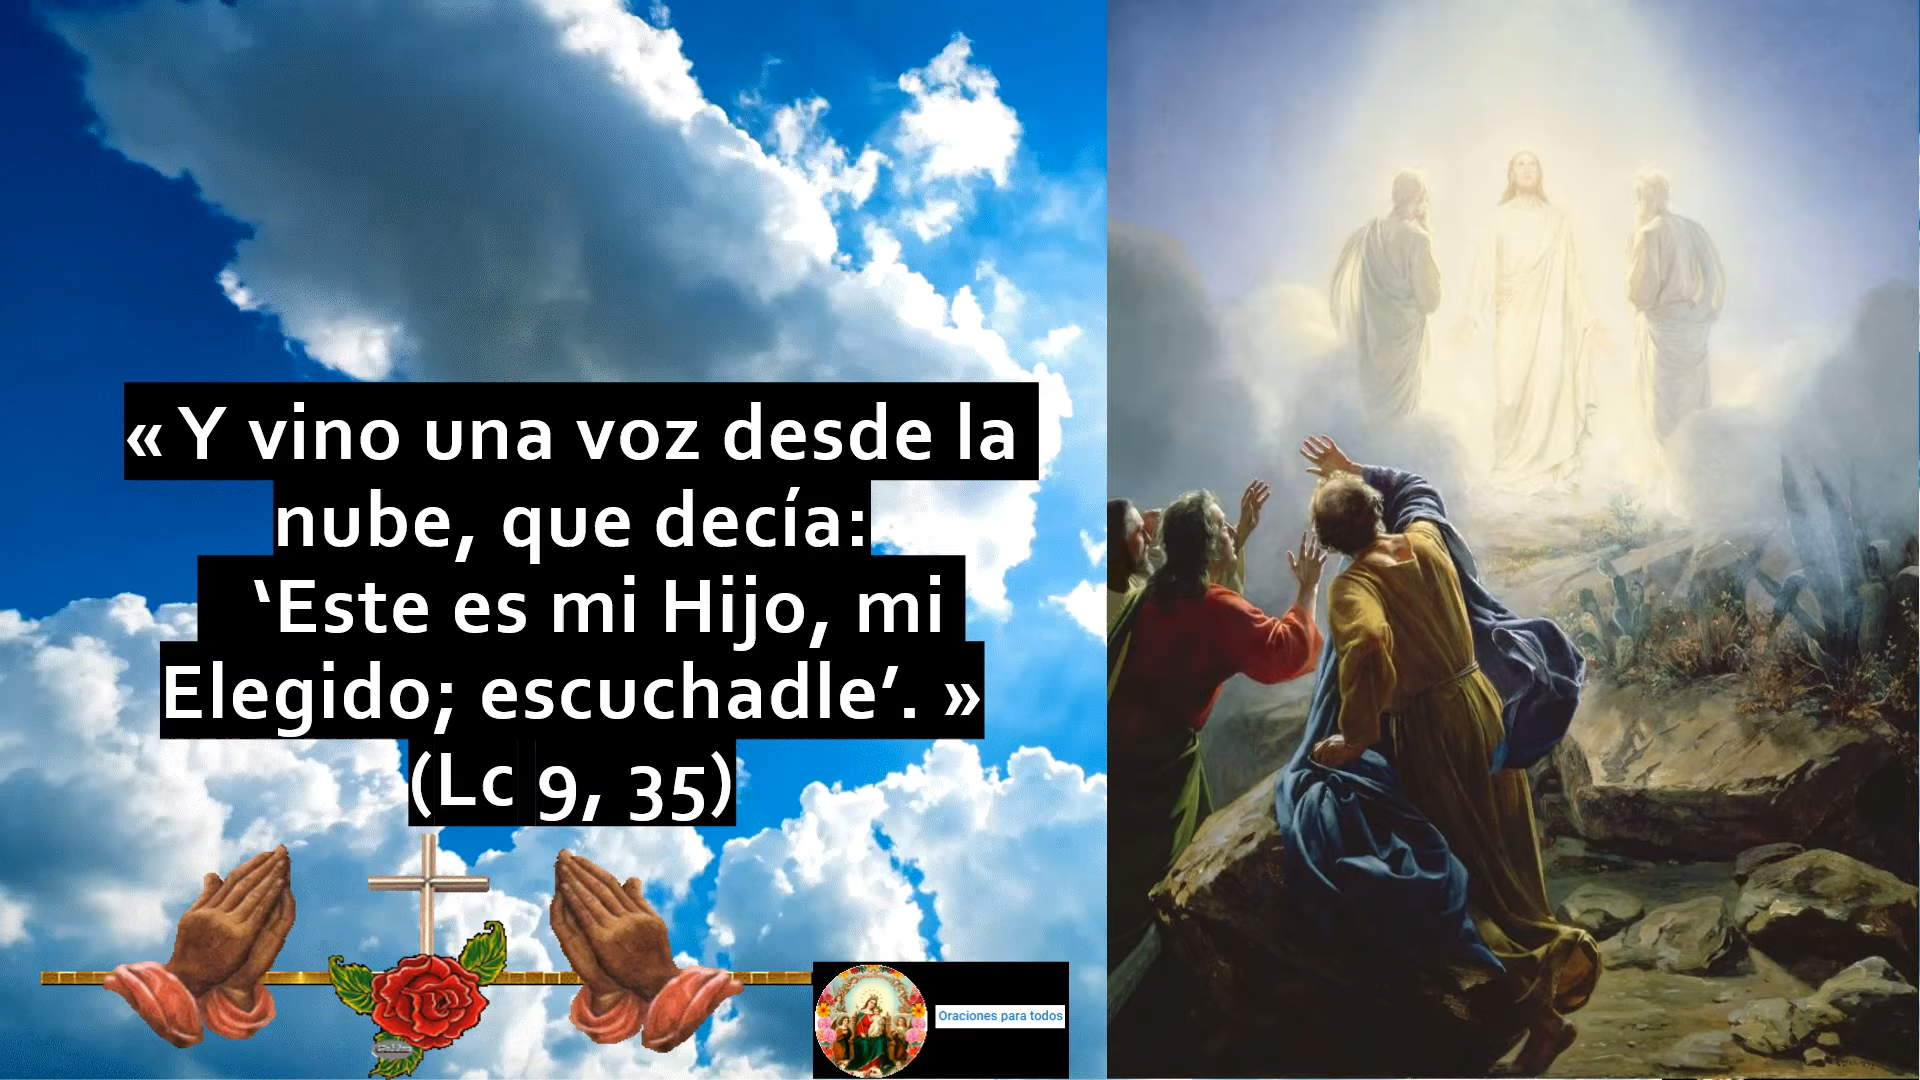 « Y vino una voz desde la
nube, que decía:
‘Este es mi Hijo, mi
Elegido; escuchadle’. »
(Lc 9, 35)
Oraciones para todos